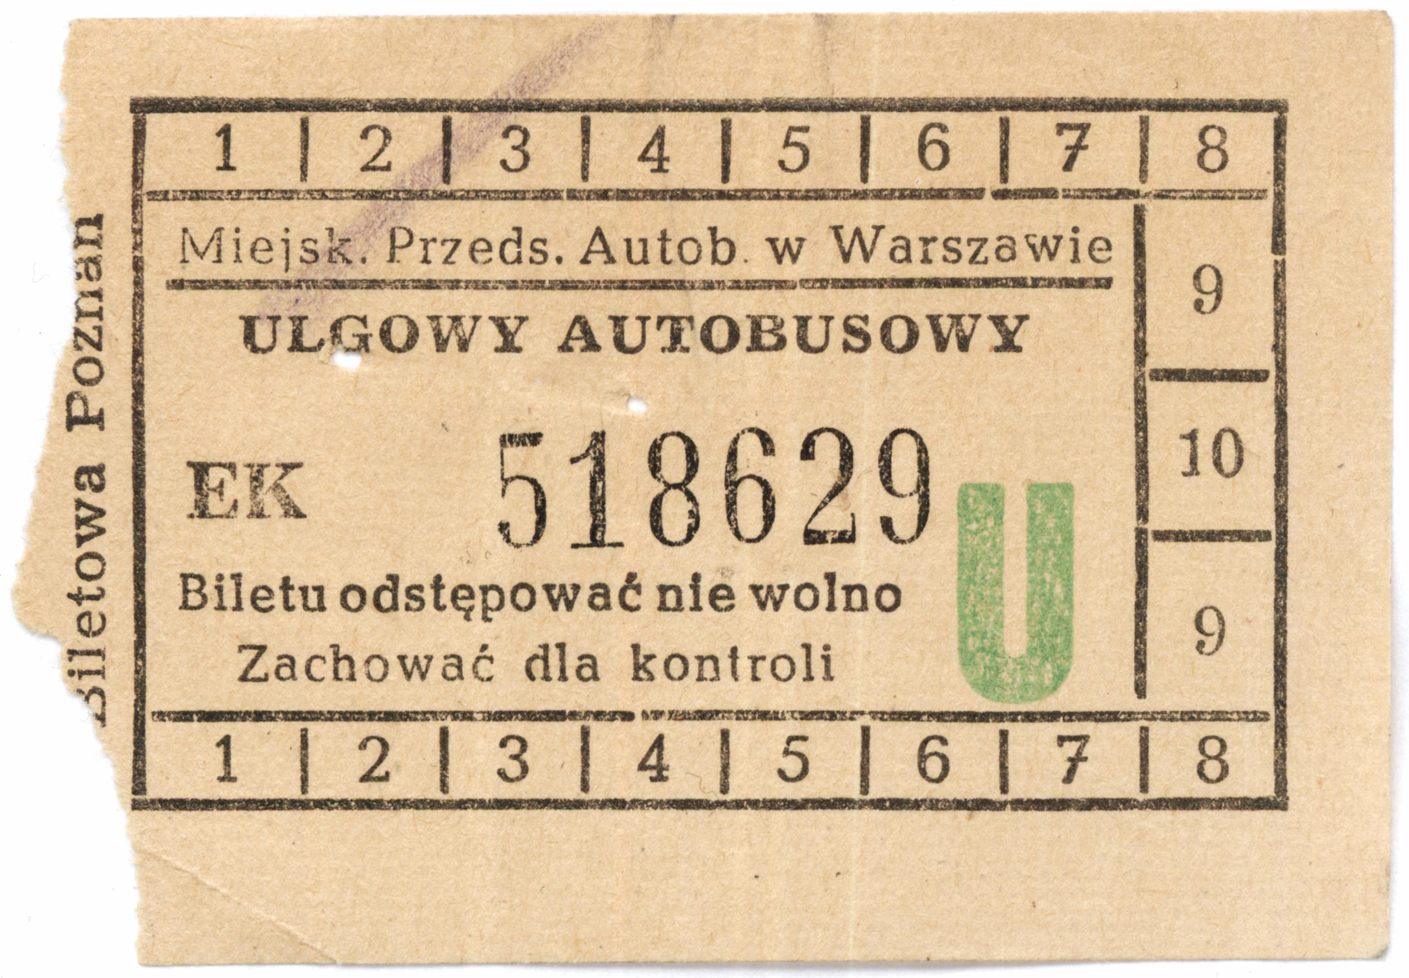 1 | 2 | 3 | 4 | 5 | 6 | 7 | 8
Miejsk. Przeds. Autob. w Warszawie
9
ULGOWY AUTOBUSOWY
EK 518629
10
U
Biletu odstępować nie wolno
9
Zachować dla kontroli
1 | 2 | 3 | 4 | 5 | 6 | 7 | 8
Biletowa Poznań